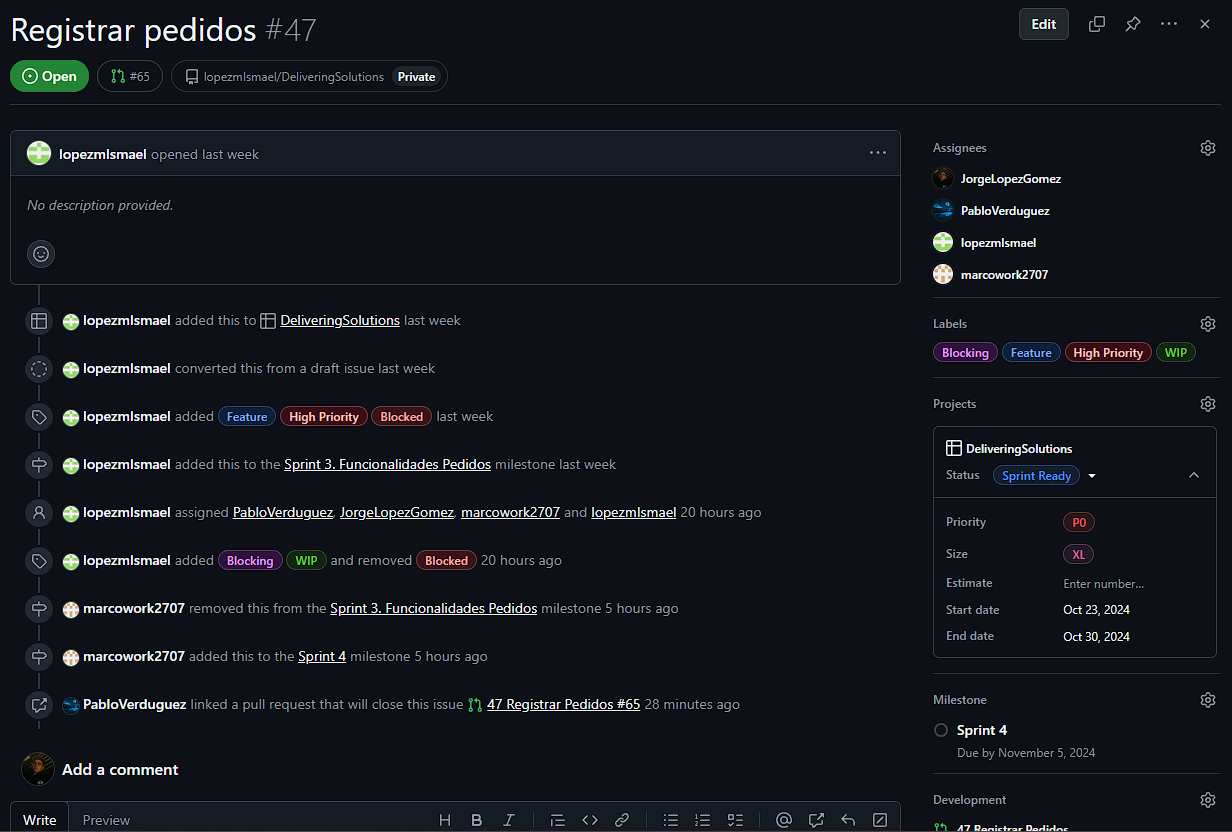 Registrar pedidos #47
Edit
Open
#65
lopezmIsmael/DeliveringSolutions Private
lopezmIsmael opened last week
No description provided.
lopezmIsmael added this to DeliveringSolutions last week
lopezmIsmael converted this from a draft issue last week
lopezmIsmael added Feature High Priority Blocked last week
lopezmIsmael added this to the Sprint 3. Funcionalidades Pedidos milestone last week
lopezmIsmael assigned PabloVerduguez, JorgeLopezGomez, marcowork2707 and lopezmIsmael 20 hours ago
lopezmIsmael added Blocking WIP and removed Blocked 20 hours ago
marcowork2707 removed this from the Sprint 3. Funcionalidades Pedidos milestone 5 hours ago
marcowork2707 added this to the Sprint 4 milestone 5 hours ago
PabloVerduguez linked a pull request that will close this issue 47 Registrar Pedidos #65 28 minutes ago
Add a comment
Write Preview
Assignees
JorgeLopezGomez
PabloVerduguez
lopezmIsmael
marcowork2707
Labels
Blocking Feature High Priority WIP
Projects
DeliveringSolutions
Status Sprint Ready
Priority P0
Size XL
Estimate Enter number...
Start date Oct 23, 2024
End date Oct 30, 2024
Milestone
Sprint 4
Due by November 5, 2024
Development
47 Registrar Pedidos